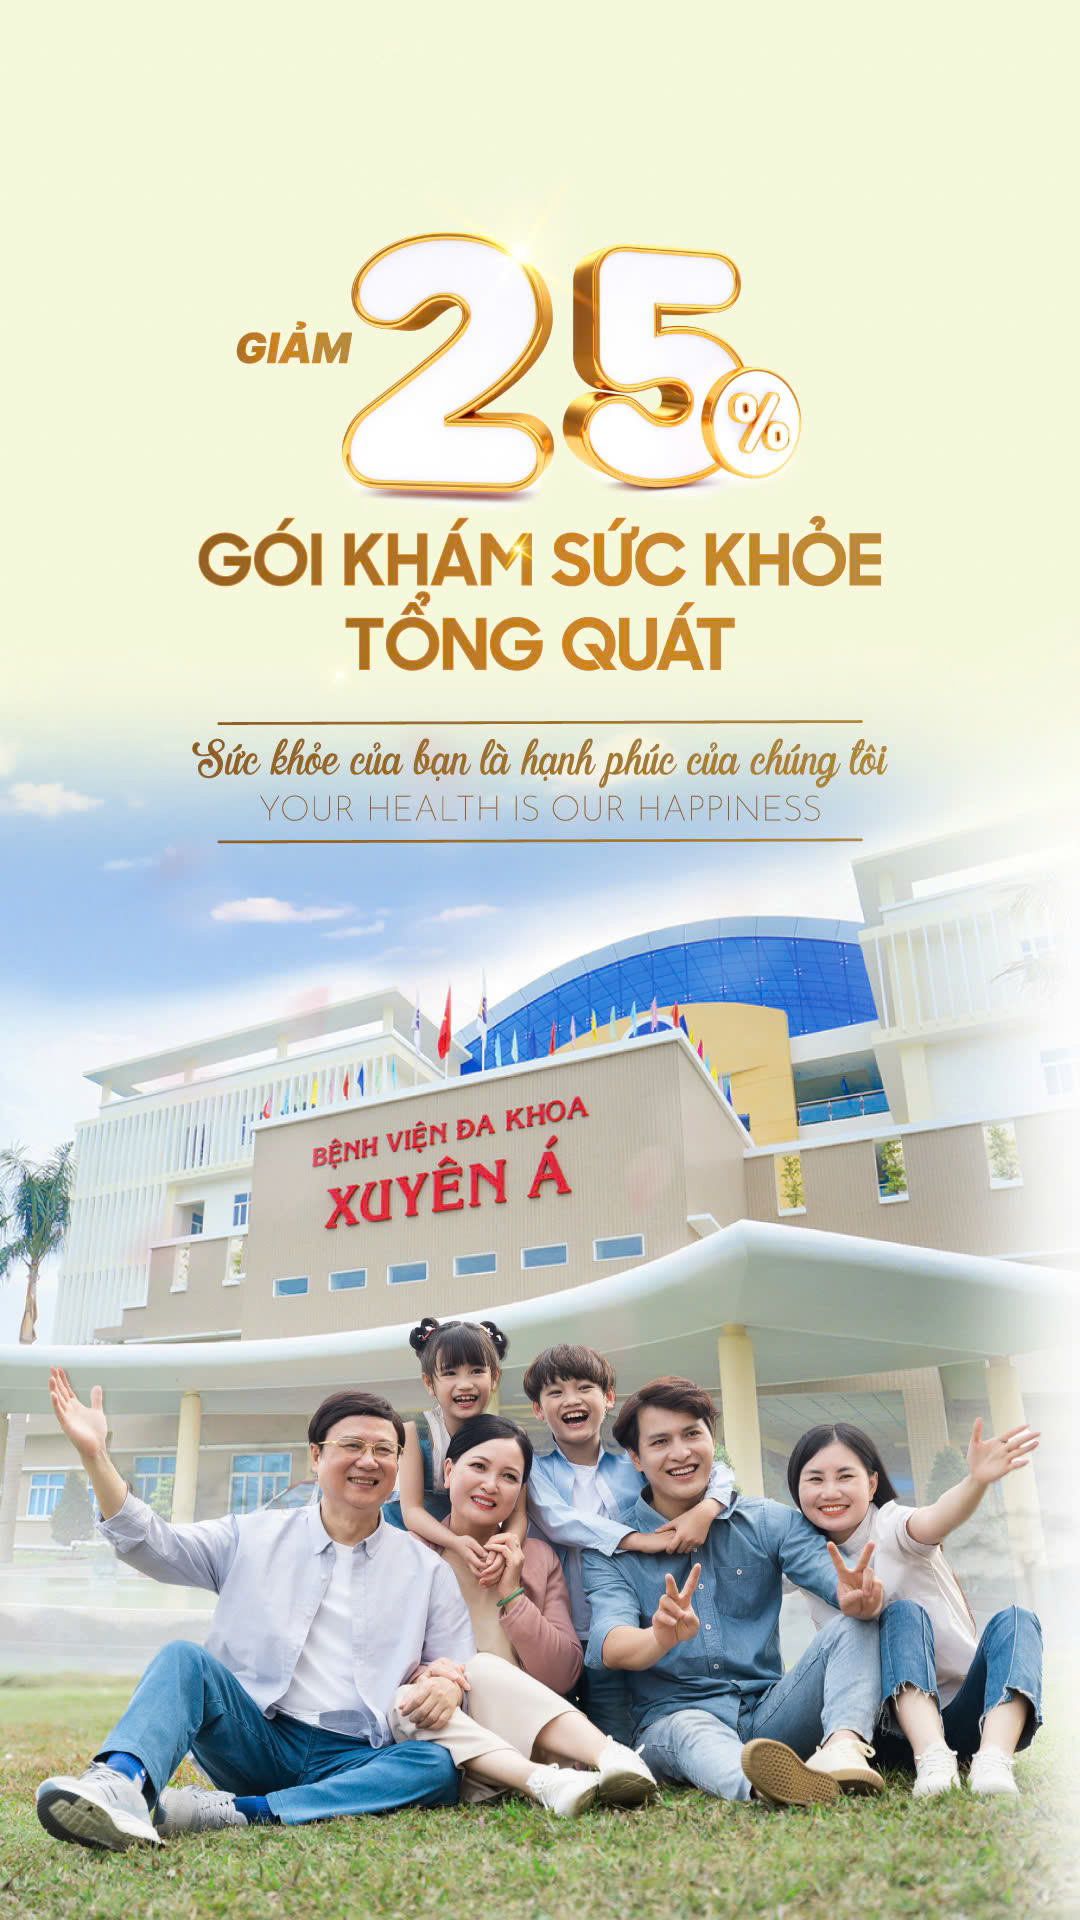 GIẢM 25%
GÓI KHÁM SỨC KHỎE
TỔNG QUÁT
Sức khỏe của bạn là hạnh phúc của chúng tôi
YOUR HEALTH IS OUR HAPPINESS
BỆNH VIỆN ĐA KHOA
XUYÊN Á